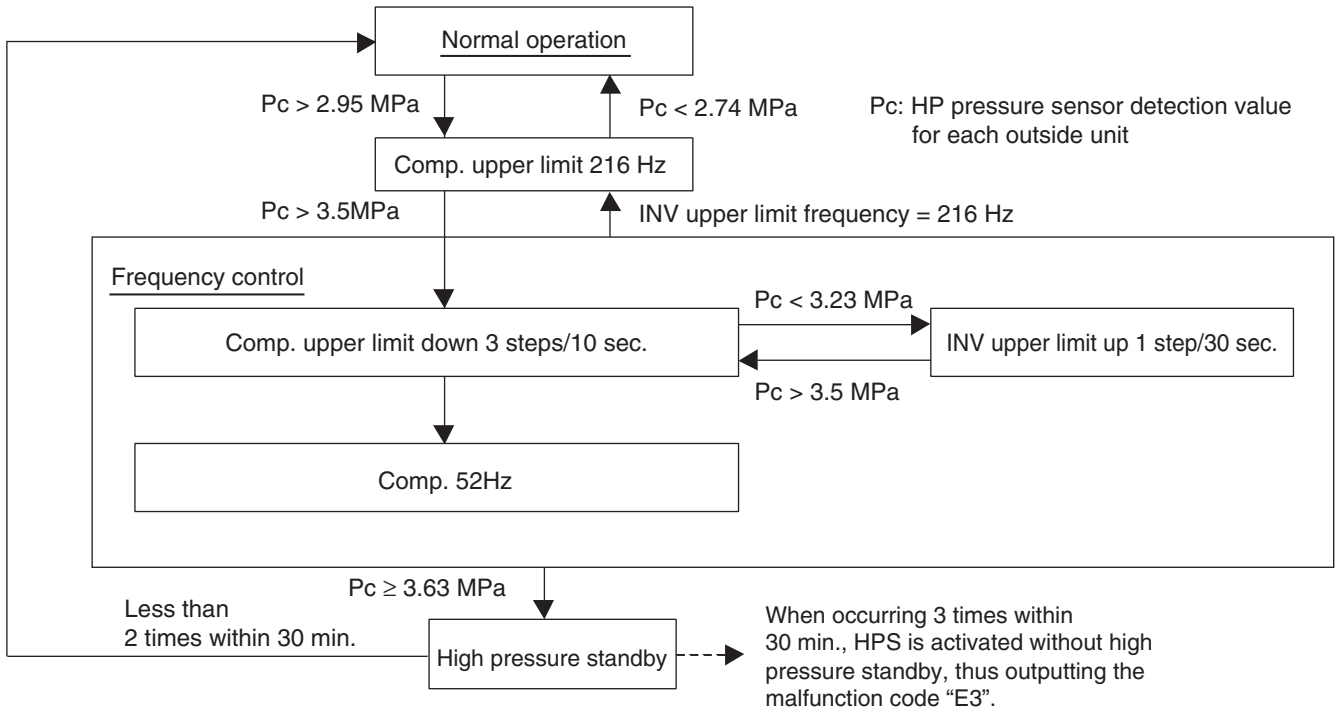 Normal operation
Pc > 2.95 MPa
Pc < 2.74 MPa
Pc: HP pressure sensor detection value
for each outside unit
Comp. upper limit 216 Hz
Pc > 3.5MPa
INV upper limit frequency = 216 Hz
Frequency control
Pc < 3.23 MPa
Comp. upper limit down 3 steps/10 sec.
INV upper limit up 1 step/30 sec.
Pc > 3.5 MPa
Comp. 52Hz
Pc ≥ 3.63 MPa
Less than
2 times within 30 min.
High pressure standby
When occurring 3 times within
30 min., HPS is activated without high
pressure standby, thus outputting the
malfunction code “E3”.